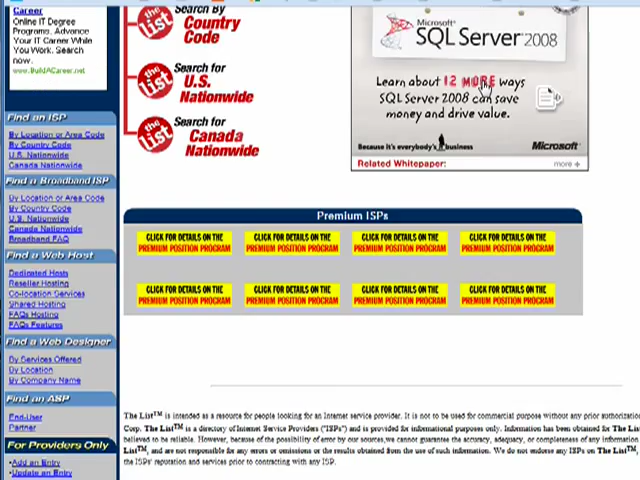 Career
Online IT Degree
Programs. Advance
Your IT Career While
You Work. Search
now.
www.BuildACareer.net
Find an ISP
By Location or Area Code
By Country Code
U.S. Nationwide
Canada Nationwide
Find a Broadband ISP
By Location or Area Code
By Country Code
U.S. Nationwide
Canada Nationwide
Broadband FAQ
Find a Web Host
Dedicated Hosts
Reseller Hosting
Co-location Services
Shared Hosting
FAQs Hosting
FAQs Features
Find a Web Designer
By Services Offered
By Location
By Company Name
Find an ASP
End-User
Partner
For Providers Only
•Add an Entry
•Update an Entry
the list
Search By
Country
Code
the list
Search for
U.S.
Nationwide
the list
Search for
Canada
Nationwide
Microsoft®
SQL Server®2008
Learn about 12 MORE ways
SQL Server 2008 can save
money and drive value.
Because it's everybody's business
Microsoft®
Related Whitepaper:
more +
Premium ISPs
CLICK FOR DETAILS ON THE
PREMIUM POSITION PROGRAM
CLICK FOR DETAILS ON THE
PREMIUM POSITION PROGRAM
CLICK FOR DETAILS ON THE
PREMIUM POSITION PROGRAM
CLICK FOR DETAILS ON THE
PREMIUM POSITION PROGRAM
CLICK FOR DETAILS ON THE
PREMIUM POSITION PROGRAM
CLICK FOR DETAILS ON THE
PREMIUM POSITION PROGRAM
CLICK FOR DETAILS ON THE
PREMIUM POSITION PROGRAM
CLICK FOR DETAILS ON THE
PREMIUM POSITION PROGRAM
The List™ is intended as a resource for people looking for an Internet service provider. It is not to be used for commercial purpose without any prior authorization
Corp. The List™ is a directory of Internet Service Providers ("ISPs") and is provided for informational purposes only. Information has been obtained for The List
believed to be reliable. However, because of the possibility of error by our sources,we cannot guarantee the accuracy, adequacy, or completeness of any information
List™, and are not responsible for any errors or omissions or the results obtained from the use of such information. We do not endorse any ISPs on The List™,
the ISPs' reputation and services prior to contracting with any ISP.